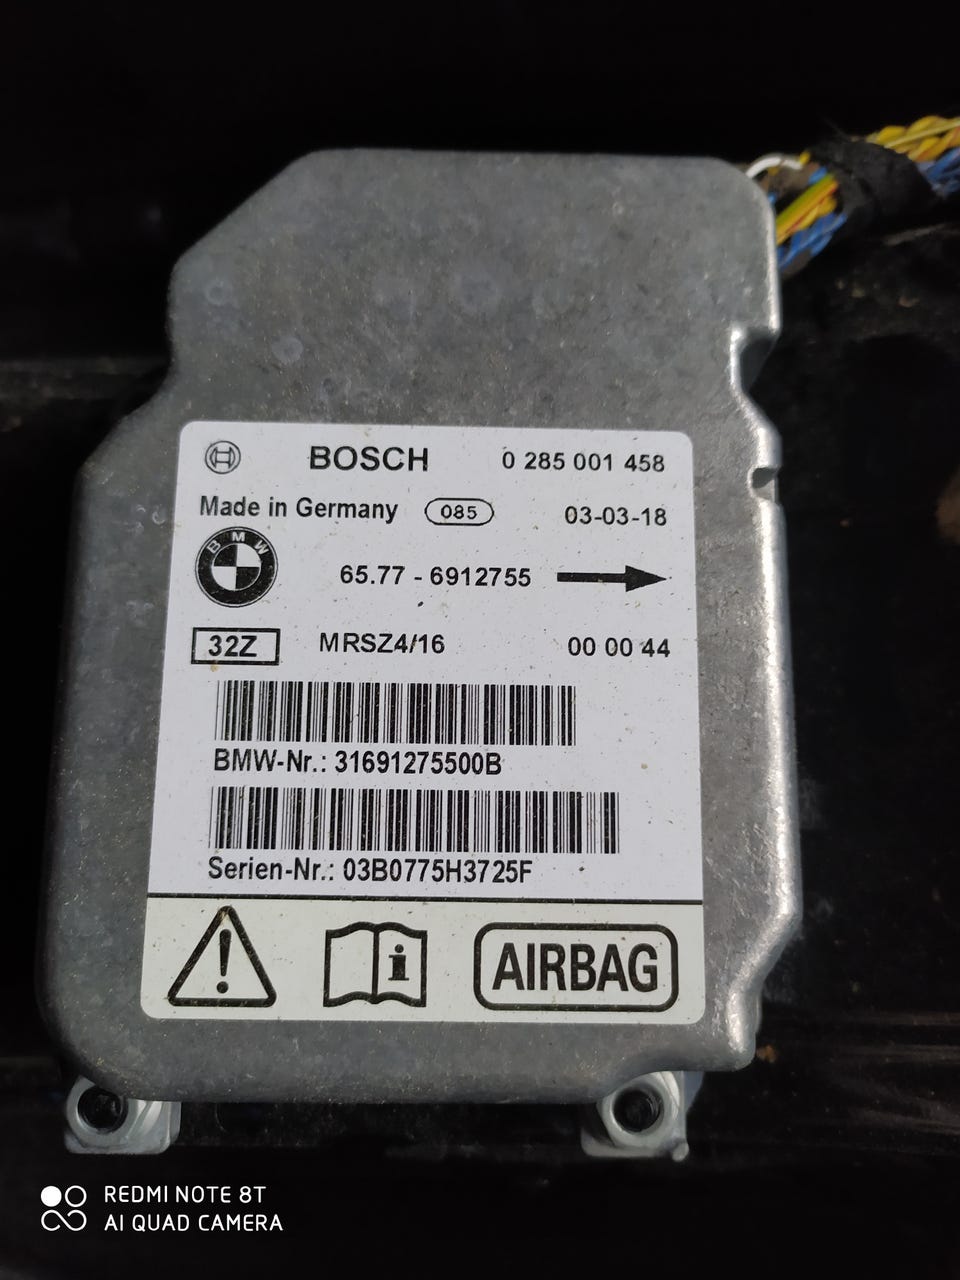 BOSCH 0 285 001 458
Made in Germany 085 03-03-18
BMW
65.77 - 6912755
32Z MRSZ4/16 00 00 44
BMW-Nr.: 31691275500B
Serien-Nr.: 03B0775H3725F
! i AIRBAG
REDMI NOTE 8T
AI QUAD CAMERA